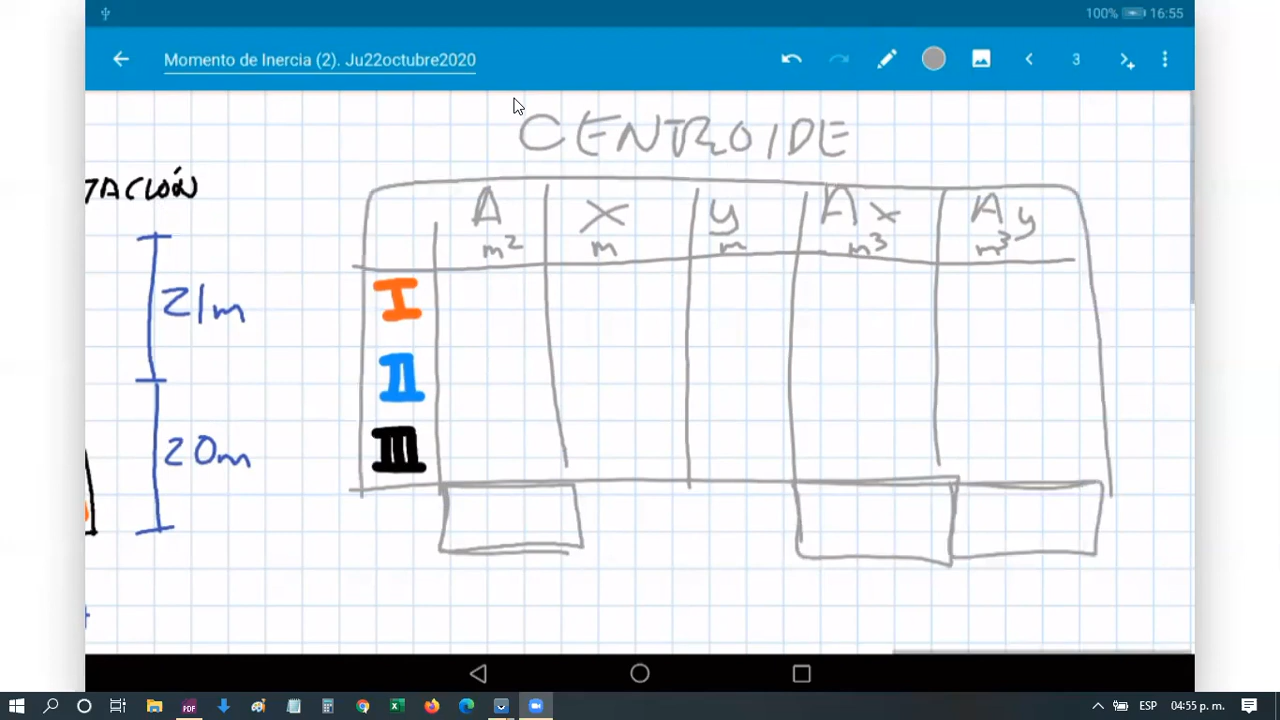 100% 16:55
Momento de Inercia (2). Ju22octubre2020
3
CENTROIDE
TACIÓN
A x y Ax Ay
m² m m m³ m³
I
21m
II
III
20m
ESP 04:55 p. m.